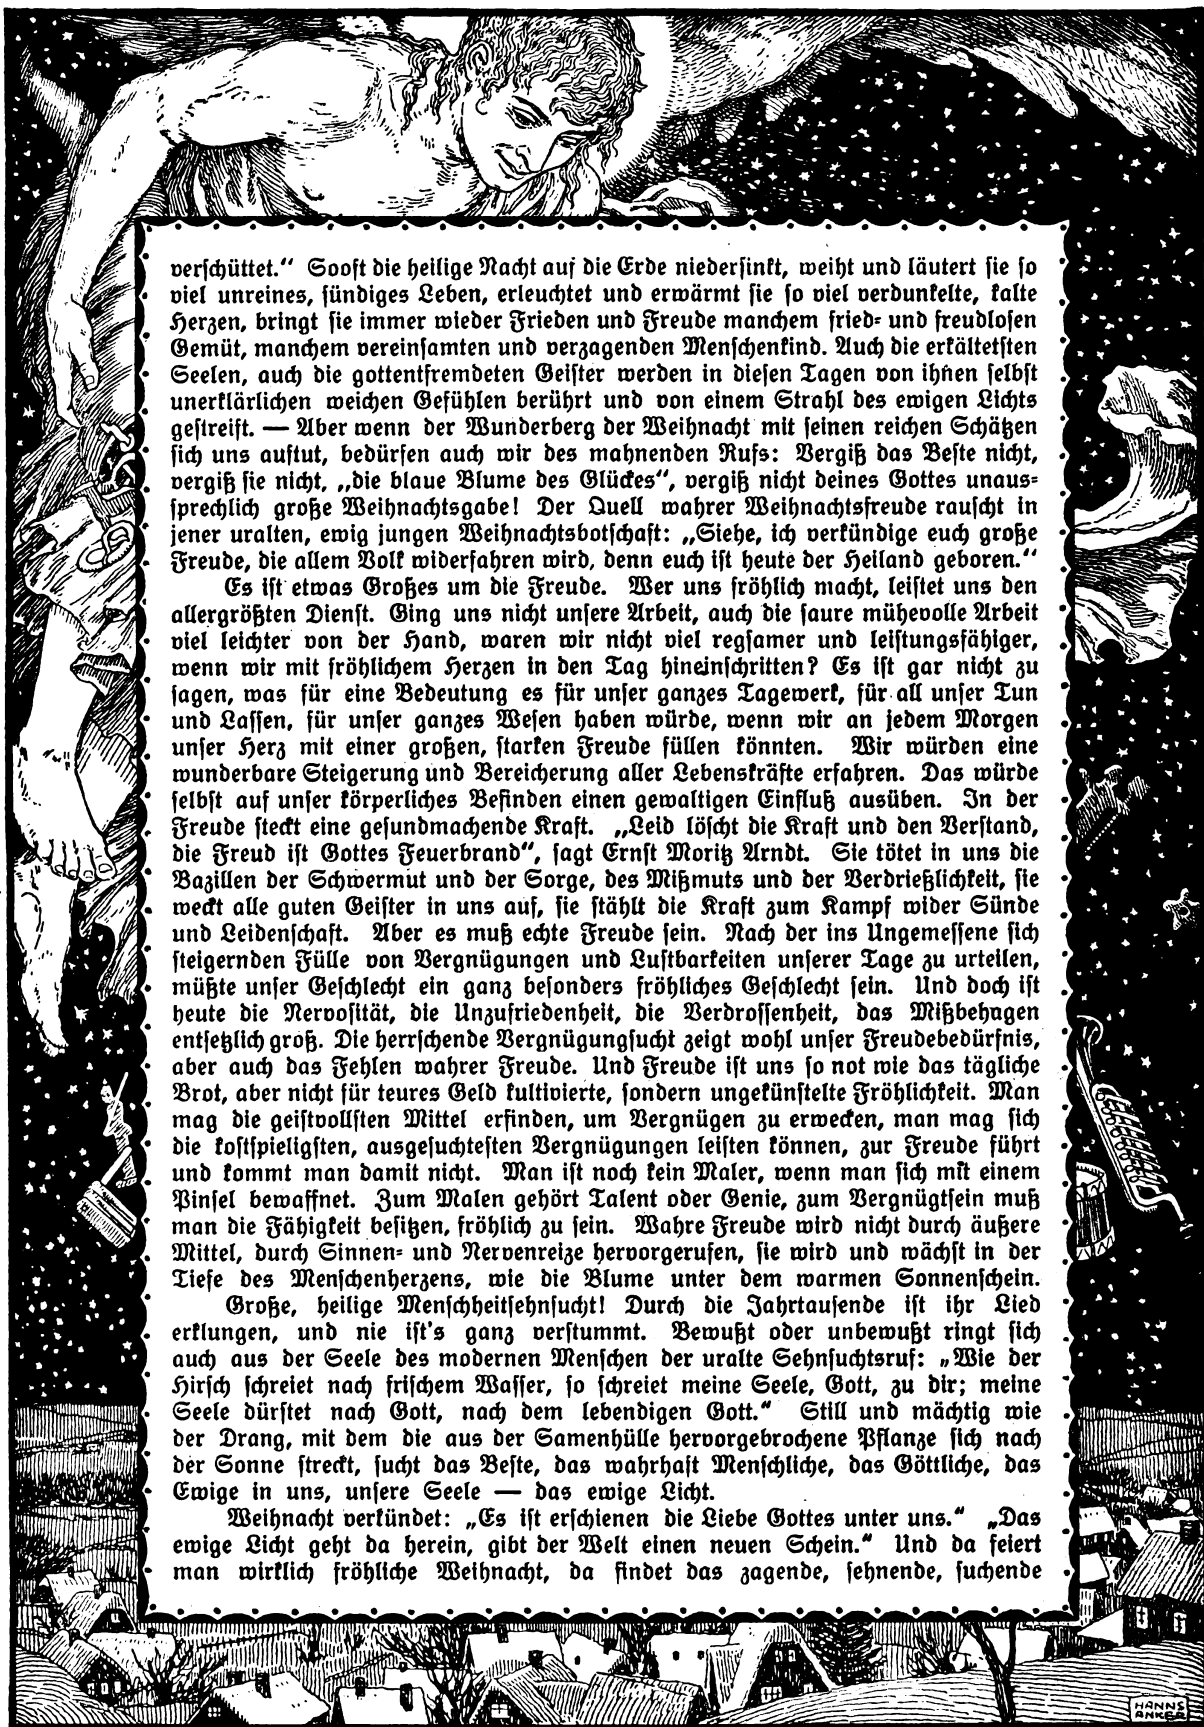 verschüttet.“ Sooft die heilige Nacht auf die Erde niedersinkt, weiht und läutert sie so
viel unreines, sündiges Leben, erleuchtet und erwärmt sie so viel verdunkelte, kalte
Herzen, bringt sie immer wieder Frieden und Freude manchem fried- und freudlosen
Gemüt, manchem vereinsamten und verzagenden Menschenkind. Auch die erkältetsten
Seelen, auch die gottentfremdeten Geister werden in diesen Tagen von ihnen selbst
unerklärlichen weichen Gefühlen berührt und von einem Strahl des ewigen Lichts
gestreift. — Aber wenn der Wunderberg der Weihnacht mit seinen reichen Schätzen
sich uns auftut, bedürfen auch wir des mahnenden Rufs: Vergiß das Beste nicht,
vergiß sie nicht, „die blaue Blume des Glückes“, vergiß nicht deines Gottes unaus-
sprechlich große Weihnachtsgabe! Der Quell wahrer Weihnachtsfreude rauscht in
jener uralten, ewig jungen Weihnachtsbotschaft: „Siehe, ich verkündige euch große
Freude, die allem Volk widerfahren wird, denn euch ist heute der Heiland geboren.“
Es ist etwas Großes um die Freude. Wer uns fröhlich macht, leistet uns den
allergrößten Dienst. Ging uns nicht unsere Arbeit, auch die saure mühevolle Arbeit
viel leichter von der Hand, waren wir nicht viel regsamer und leistungsfähiger,
wenn wir mit fröhlichem Herzen in den Tag hineinschritten? Es ist gar nicht zu
sagen, was für eine Bedeutung es für unser ganzes Tagewerk, für all unser Tun
und Lassen, für unser ganzes Wesen haben würde, wenn wir an jedem Morgen
unser Herz mit einer großen, starken Freude füllen könnten. Wir würden eine
wunderbare Steigerung und Bereicherung aller Lebenskräfte erfahren. Das würde
selbst auf unser körperliches Befinden einen gewaltigen Einfluß ausüben. In der
Freude steckt eine gesundmachende Kraft. „Leid löscht die Kraft und den Verstand,
die Freud ist Gottes Feuerbrand“, sagt Ernst Moritz Arndt. Sie tötet in uns die
Bazillen der Schwermut und der Sorge, des Mißmuts und der Verdrießlichkeit, sie
weckt alle guten Geister in uns auf, sie stählt die Kraft zum Kampf wider Sünde
und Leidenschaft. Aber es muß echte Freude sein. Nach der ins Ungemessene sich
steigernden Fülle von Vergnügungen und Lustbarkeiten unserer Tage zu urteilen,
müßte unser Geschlecht ein ganz besonders fröhliches Geschlecht sein. Und doch ist
heute die Nervosität, die Unzufriedenheit, die Verdrossenheit, das Mißbehagen
entsetzlich groß. Die herrschende Vergnügungsucht zeigt wohl unser Freudebedürfnis,
aber auch das Fehlen wahrer Freude. Und Freude ist uns so not wie das tägliche
Brot, aber nicht für teures Geld kultivierte, sondern ungekünstelte Fröhlichkeit. Man
mag die geistvollsten Mittel erfinden, um Vergnügen zu erwecken, man mag sich
die kostspieligsten, ausgesuchtesten Vergnügungen leisten können, zur Freude führt
und kommt man damit nicht. Man ist noch kein Maler, wenn man sich mit einem
Pinsel bewaffnet. Zum Malen gehört Talent oder Genie, zum Vergnügtsein muß
man die Fähigkeit besitzen, fröhlich zu sein. Wahre Freude wird nicht durch äußere
Mittel, durch Sinnen- und Nervenreize hervorgerufen, sie wird und wächst in der
Tiefe des Menschenherzens, wie die Blume unter dem warmen Sonnenschein.
Große, heilige Menschheitsehnsucht! Durch die Jahrtausende ist ihr Lied
erklungen, und nie ist's ganz verstummt. Bewußt oder unbewußt ringt sich
auch aus der Seele des modernen Menschen der uralte Sehnsuchtsruf: „Wie der
Hirsch schreiet nach frischem Wasser, so schreiet meine Seele, Gott, zu dir; meine
Seele dürstet nach Gott, nach dem lebendigen Gott.“ Still und mächtig wie
der Drang, mit dem die aus der Samenhülle hervorgebrochene Pflanze sich nach
der Sonne streckt, sucht das Beste, das wahrhaft Menschliche, das Göttliche, das
Ewige in uns, unsere Seele — das ewige Licht.
Weihnacht verkündet: „Es ist erschienen die Liebe Gottes unter uns.“ „Das
ewige Licht geht da herein, gibt der Welt einen neuen Schein.“ Und da feiert
man wirklich fröhliche Weihnacht, da findet das zagende, sehnende, suchende
HANNS
ANKER